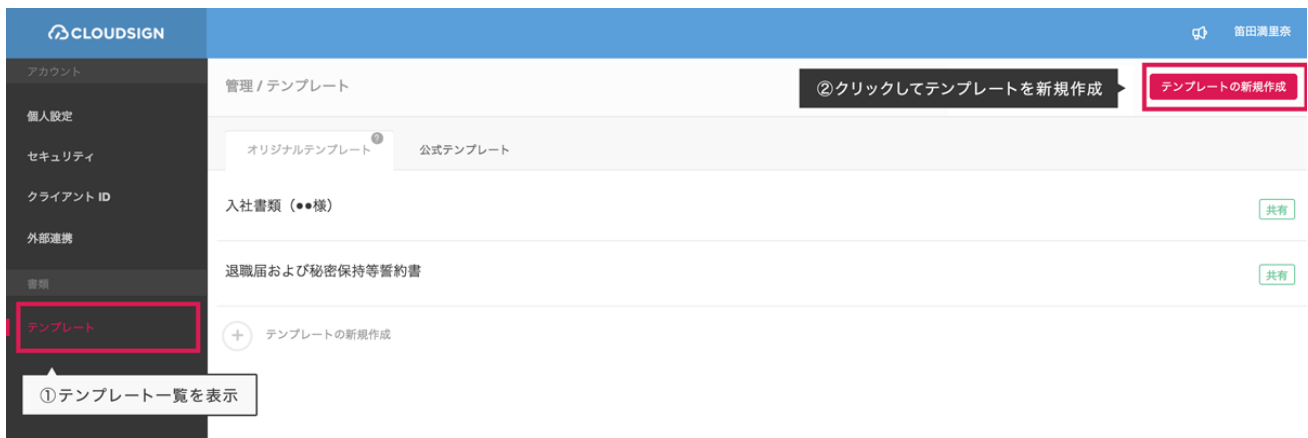 CLOUDSIGN
笛田満里奈
アカウント
個人設定
セキュリティ
クライアント ID
外部連携
書類
テンプレート
①テンプレート一覧を表示
管理 / テンプレート
②クリックしてテンプレートを新規作成
テンプレートの新規作成
オリジナルテンプレート ?
公式テンプレート
入社書類（●●様）
共有
退職届および秘密保持等誓約書
共有
テンプレートの新規作成